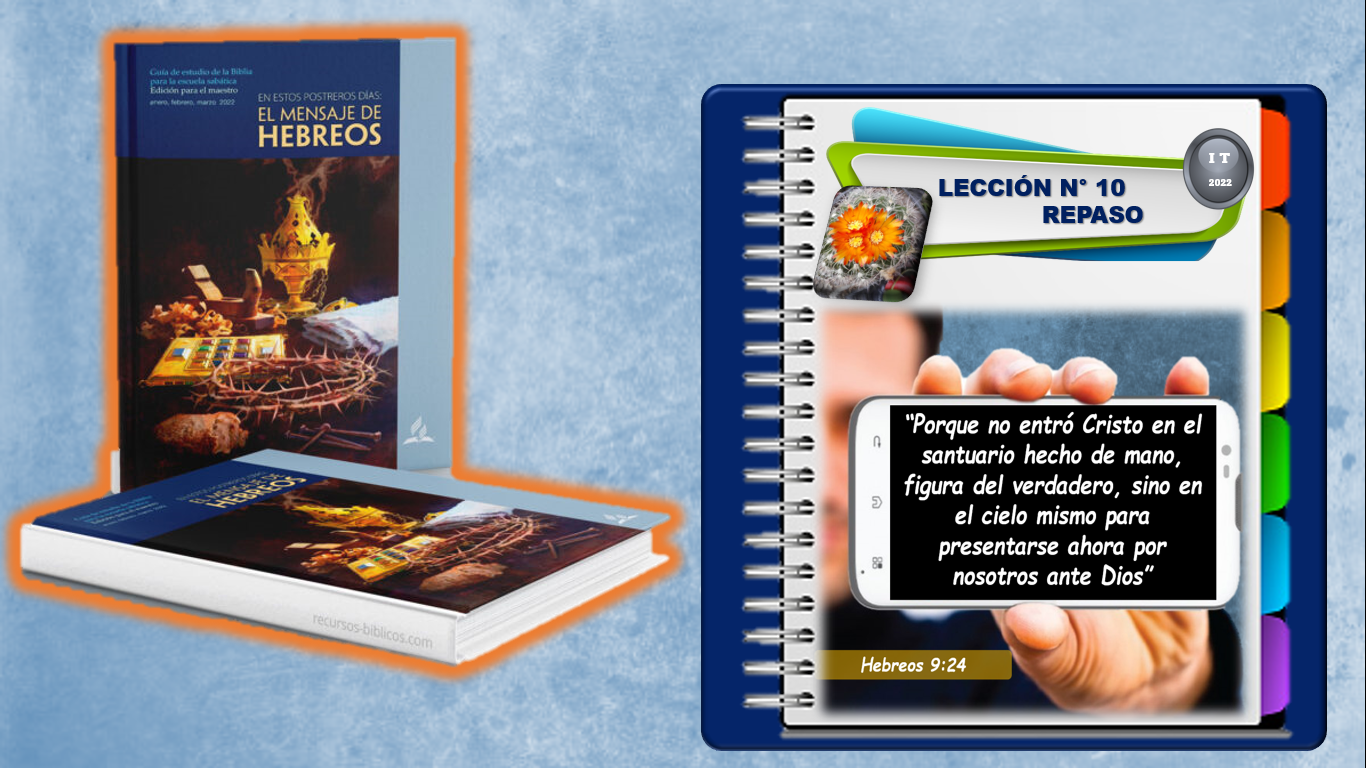 Guía de estudio de la Biblia
para la escuela sabática
Edición para el maestro
enero, febrero, marzo 2022
EN ESTOS POSTREROS DÍAS:
EL MENSAJE DE
HEBREOS
EL MENSAJE DE
HEBREOS
recursos-biblicos.com
I T
2022
LECCIÓN N° 10
REPASO
“Porque no entró Cristo en el
santuario hecho de mano,
figura del verdadero, sino en
el cielo mismo para
presentarse ahora por
nosotros ante Dios”
Hebreos 9:24